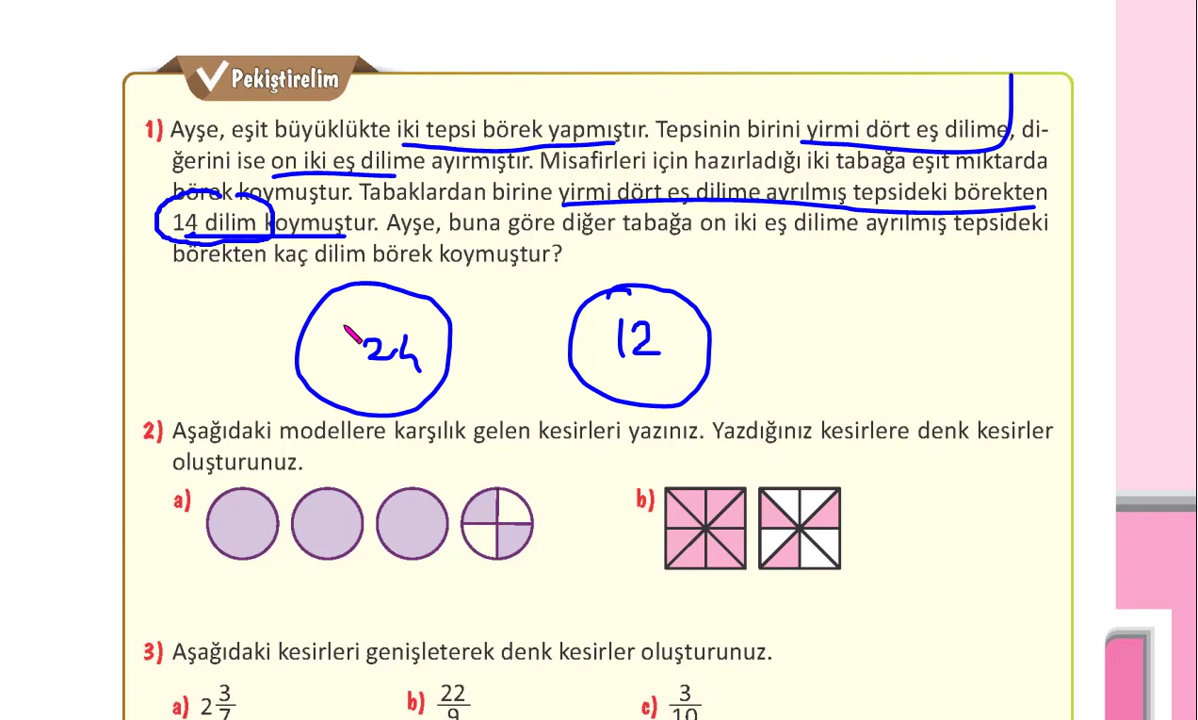 Pekiştirelim
1) Ayşe, eşit büyüklükte iki tepsi börek yapmıştır. Tepsinin birini yirmi dört eş dilime, di-
ğerini ise on iki eş dilime ayırmıştır. Misafirleri için hazırladığı iki tabağa eşit miktarda
börek koymuştur. Tabaklardan birine yirmi dört eş dilime ayrılmış tepsideki börekten
14 dilim koymuştur. Ayşe, buna göre diğer tabağa on iki eş dilime ayrılmış tepsideki
börekten kaç dilim börek koymuştur?
24 12
2) Aşağıdaki modellere karşılık gelen kesirleri yazınız. Yazdığınız kesirlere denk kesirler
oluşturunuz.
a) b)
3) Aşağıdaki kesirleri genişleterek denk kesirler oluşturunuz.
a) 2 3/7 b) 22/9 c) 3/10